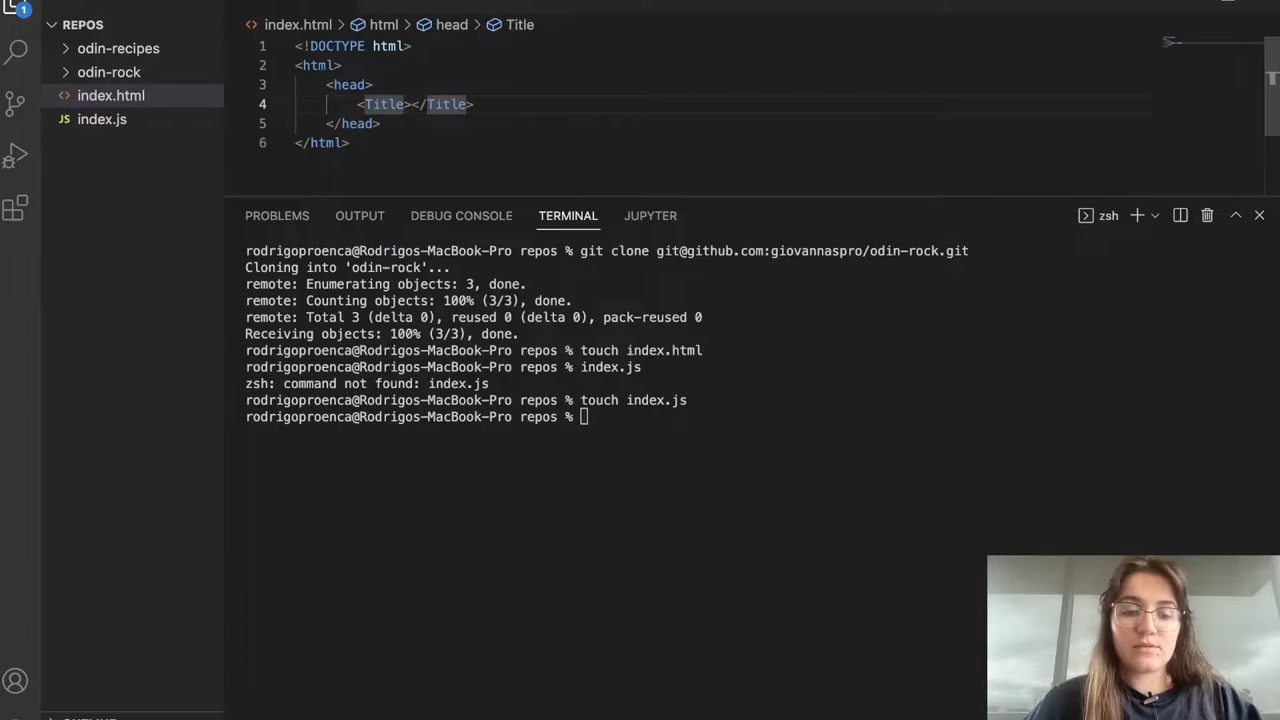 1
REPOS
odin-recipes
odin-rock
<> index.html
JS index.js
<> index.html > html > head > Title
1 <!DOCTYPE html>
2 <html>
3 <head>
4 <Title></Title>
5 </head>
6 </html>
PROBLEMS OUTPUT DEBUG CONSOLE TERMINAL JUPYTER zsh
rodrigoproenca@Rodrigos-MacBook-Pro repos % git clone git@github.com:giovannaspro/odin-rock.git
Cloning into 'odin-rock'...
remote: Enumerating objects: 3, done.
remote: Counting objects: 100% (3/3), done.
remote: Total 3 (delta 0), reused 0 (delta 0), pack-reused 0
Receiving objects: 100% (3/3), done.
rodrigoproenca@Rodrigos-MacBook-Pro repos % touch index.html
rodrigoproenca@Rodrigos-MacBook-Pro repos % index.js
zsh: command not found: index.js
rodrigoproenca@Rodrigos-MacBook-Pro repos % touch index.js
rodrigoproenca@Rodrigos-MacBook-Pro repos %